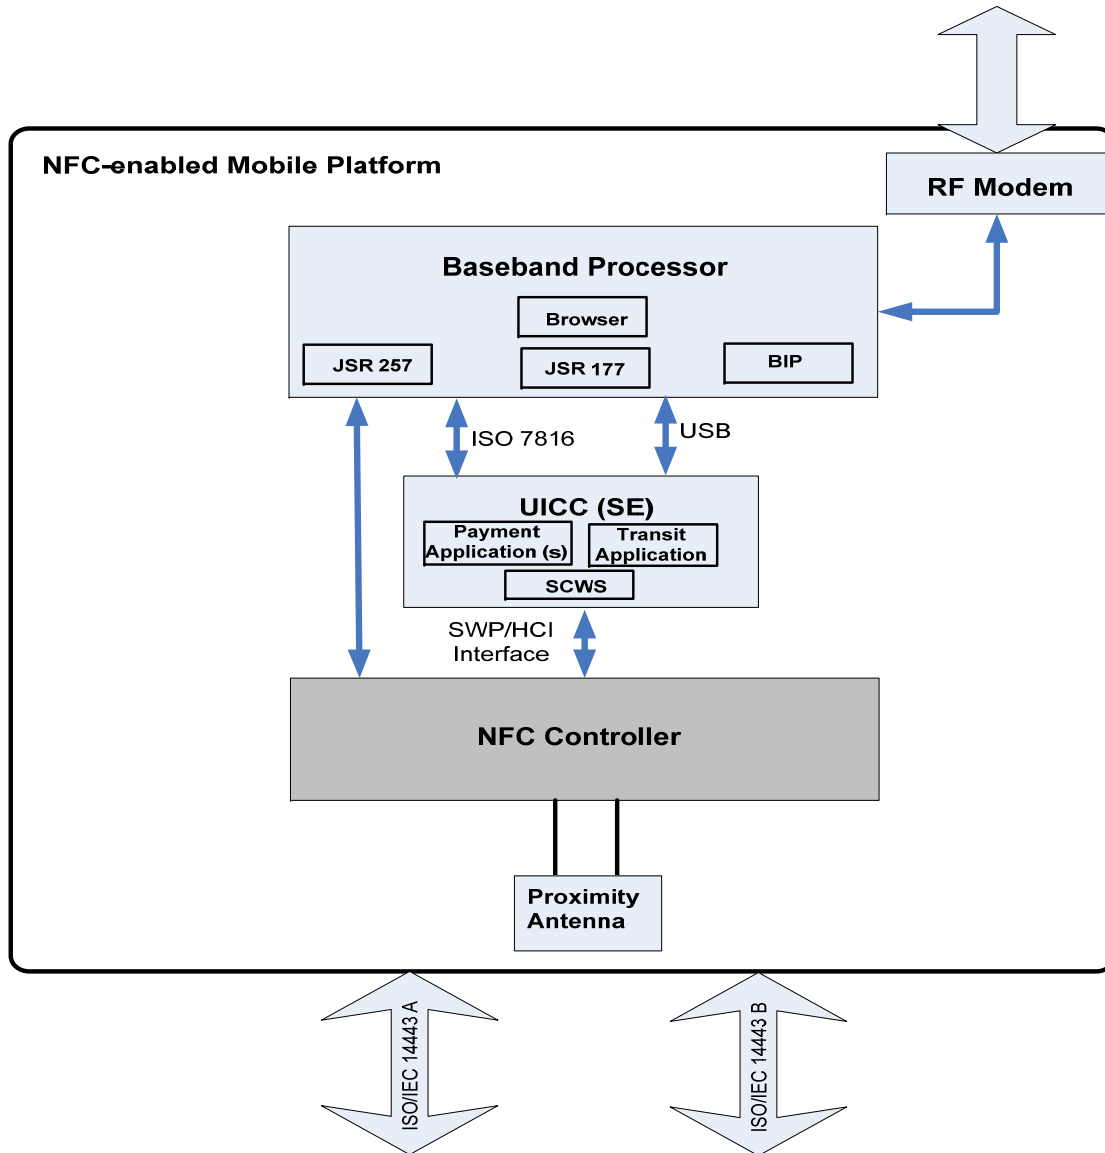 NFC-enabled Mobile Platform
RF Modem
Baseband Processor
Browser
JSR 257
JSR 177
BIP
ISO 7816
USB
UICC (SE)
Payment
Application (s)
Transit
Application
SCWS
SWP/HCI
Interface
NFC Controller
Proximity
Antenna
ISO/IEC 14443 A
ISO/IEC 14443 B